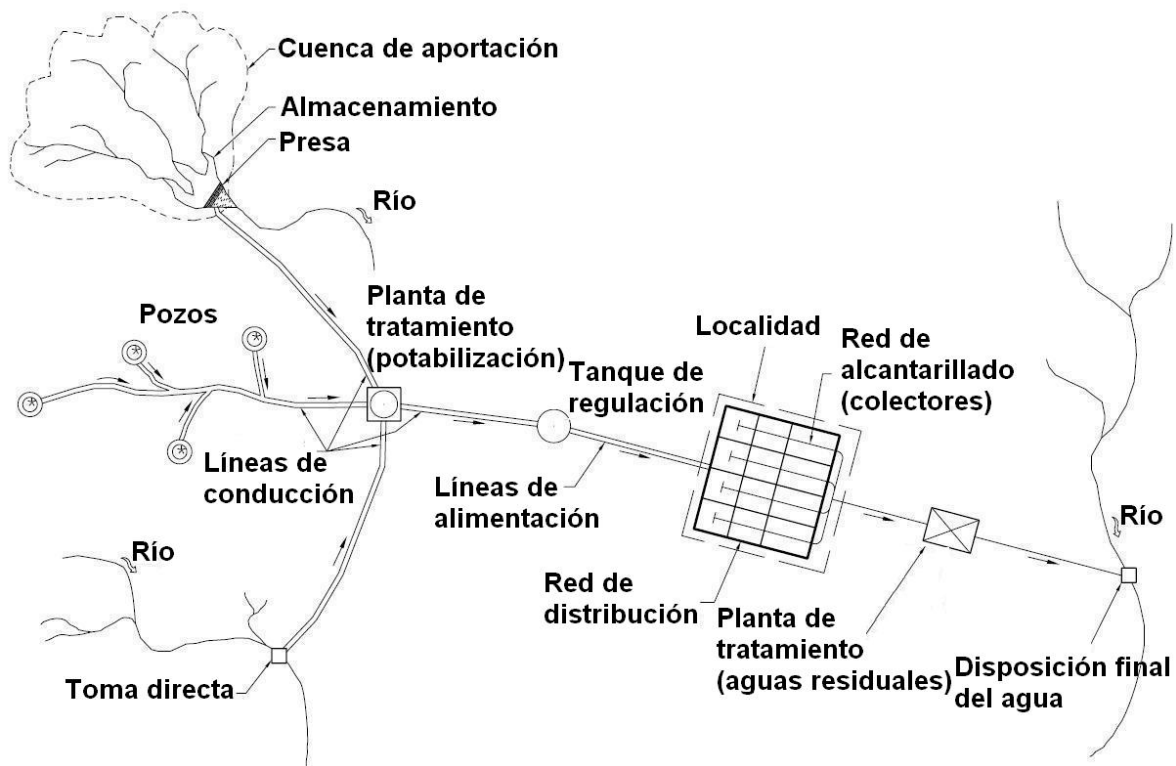 Cuenca de aportación
Almacenamiento
Presa
Río
Pozos
Planta de
tratamiento
(potabilización)
Localidad
Red de
alcantarillado
(colectores)
Tanque de
regulación
Líneas de
conducción
Líneas de
alimentación
Río
Río
Red de
distribución
Planta de
tratamiento
(aguas residuales)
Disposición final
del agua
Toma directa